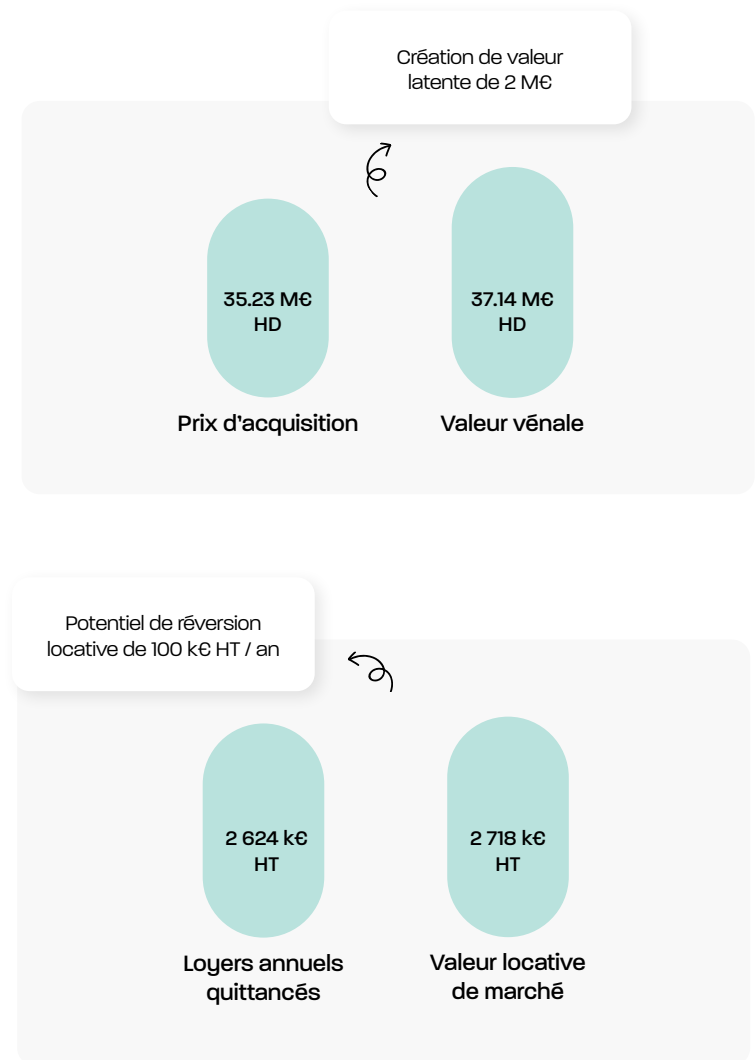 Création de valeur
latente de 2 M€
35.23 M€
HD
37.14 M€
HD
Prix d'acquisition
Valeur vénale
Potentiel de réversion
locative de 100 k€ HT / an
2 624 k€
HT
2 718 k€
HT
Loyers annuels
quittancés
Valeur locative
de marché